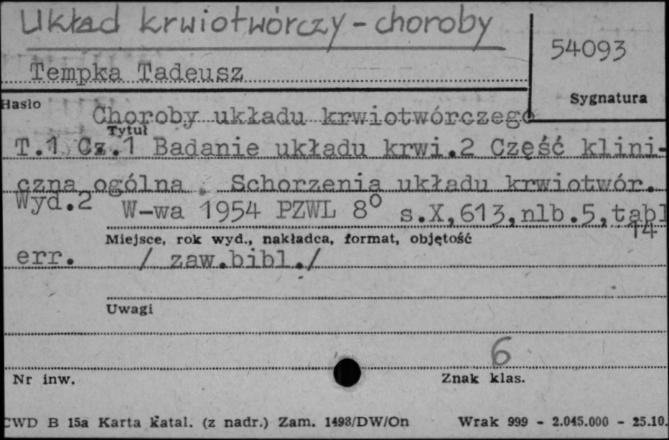 Układ krwiotwórczy - choroby
54093
Tempka Tadeusz
Hasło
Sygnatura
Choroby układu krwiotwórczego
Tytuł
T.1 Cz.1 Badanie układu krwi.2 Część klini-
czna ogólna . Schorzenia układu krwiotwór.
Wyd.2 W-wa 1954 PZWL 8° s.X,613,nlb.5,tabl
14
Miejsce, rok wyd., nakładca, format, objętość
err. / zaw.bibl./
Uwagi
6
Nr inw.
Znak klas.
CWD B 15a Karta katal. (z nadr.) Zam. 1498/DW/On Wrak 999 - 2.045.000 - 25.10.